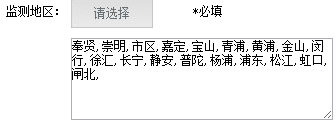 监测地区： 请选择 *必填
奉贤,崇明,市区,嘉定,宝山,青浦,黄浦,金山,闵
行,徐汇,长宁,静安,普陀,杨浦,浦东,松江,虹口,
闸北,